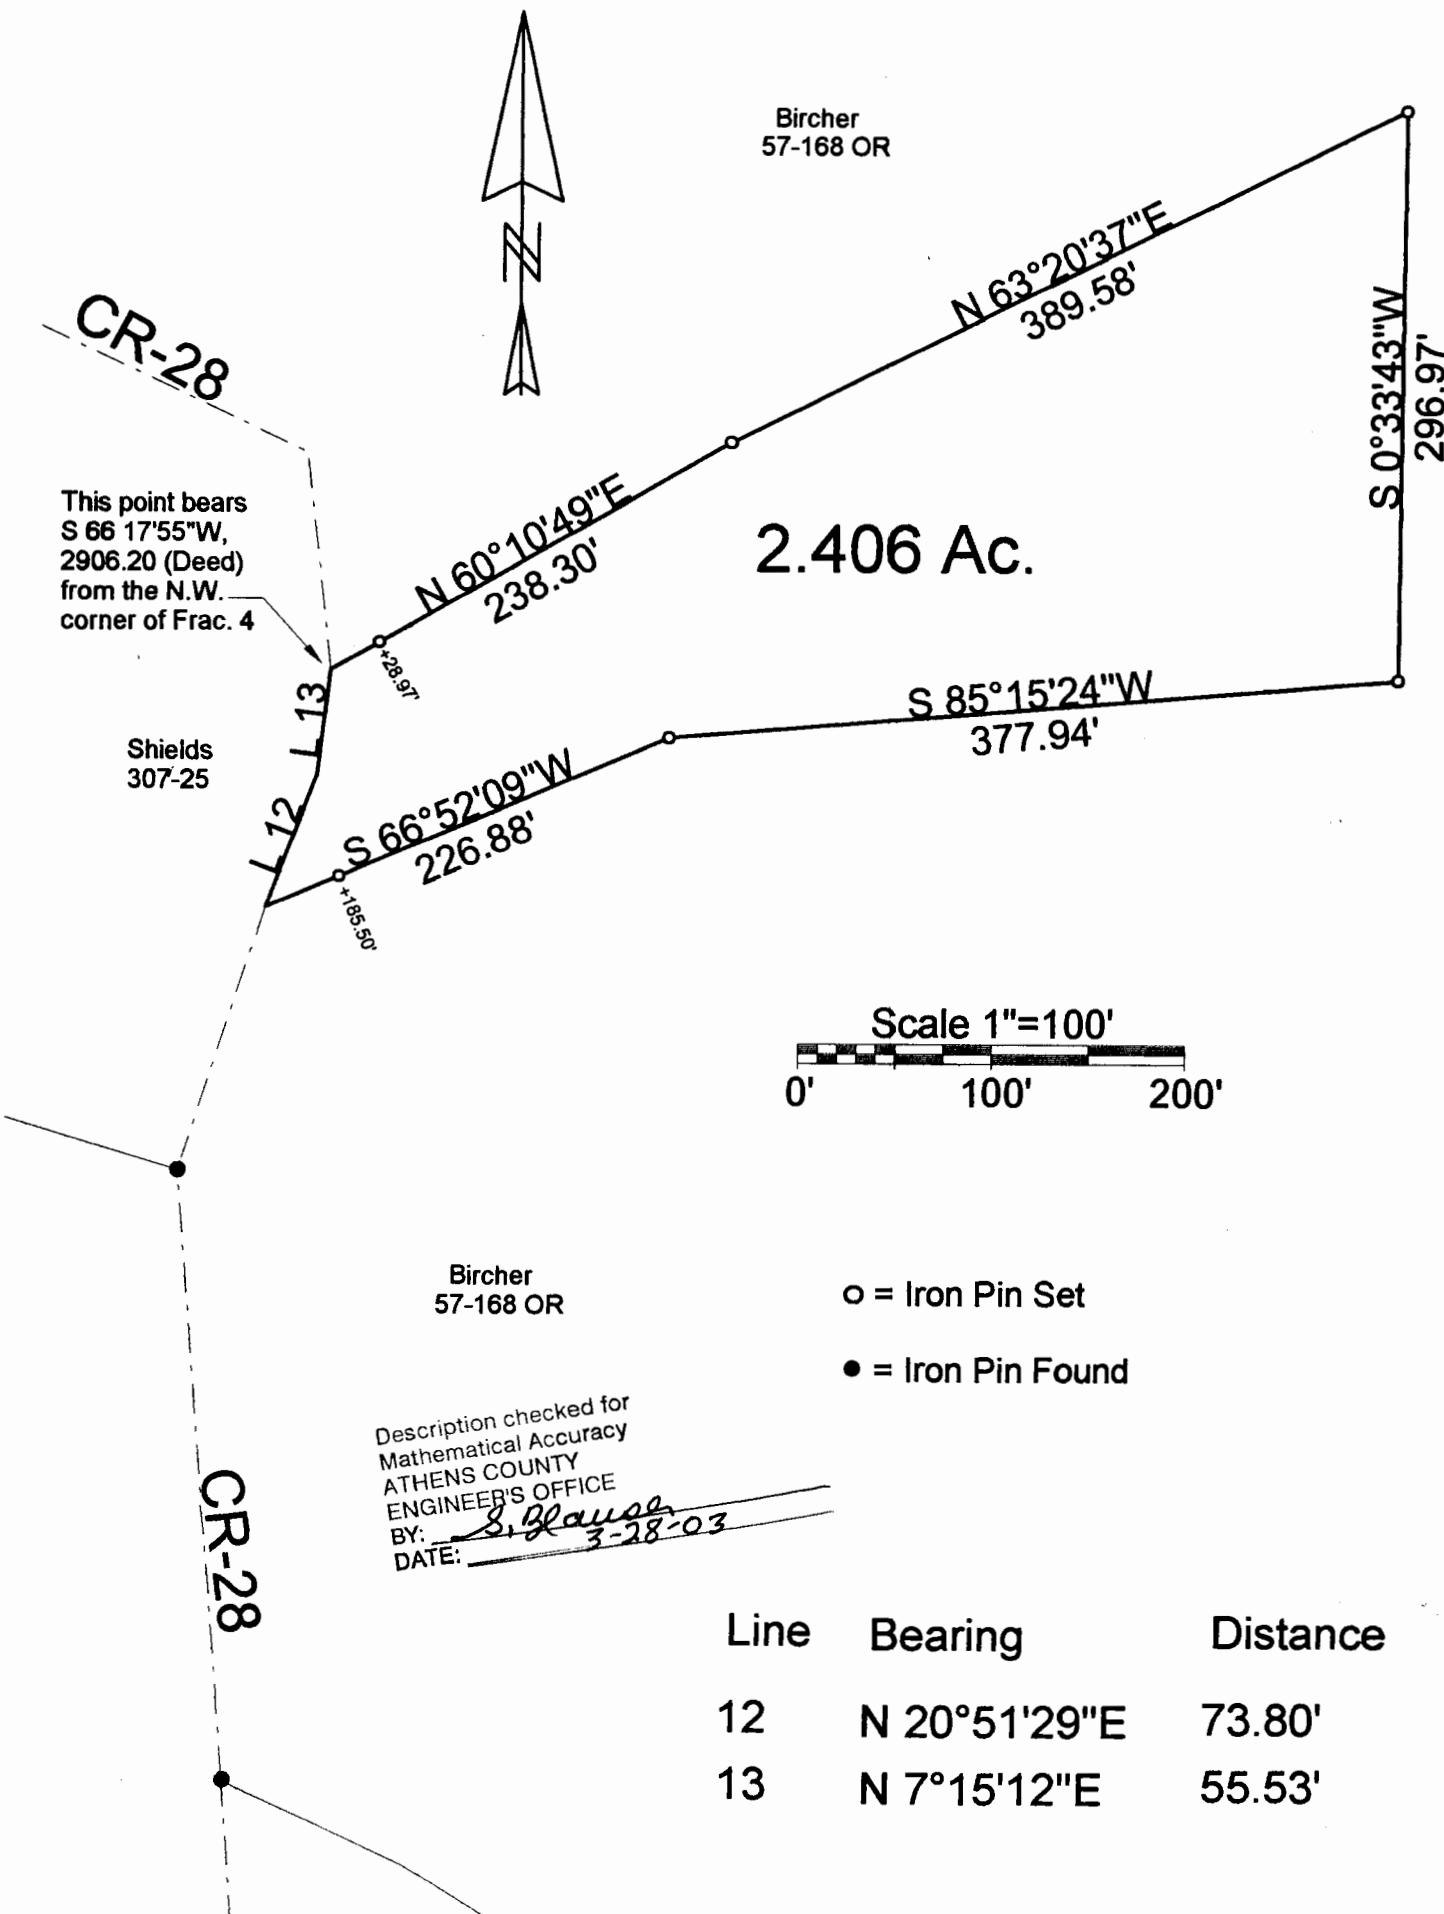 Bircher
57-168 OR
N
N 63°20'37"E
389.58'
CR-28
S 0°33'43"W
296.97'
This point bears
S 66 17'55"W,
2906.20 (Deed)
from the N.W.
corner of Frac. 4
N 60°10'49"E
238.30'
2.406 Ac.
+28.97'
L 13
S 85°15'24"W
377.94'
Shields
307-25
L 12
S 66°52'09"W
226.88'
+185.50'
Scale 1"=100'
0' 100' 200'
Bircher
57-168 OR
= Iron Pin Set
= Iron Pin Found
Description checked for
Mathematical Accuracy
ATHENS COUNTY
ENGINEER'S OFFICE
BY: S.
DATE: 3-28-03
CR-28
Line Bearing Distance
12 N 20°51'29"E 73.80'
13 N 7°15'12"E 55.53'